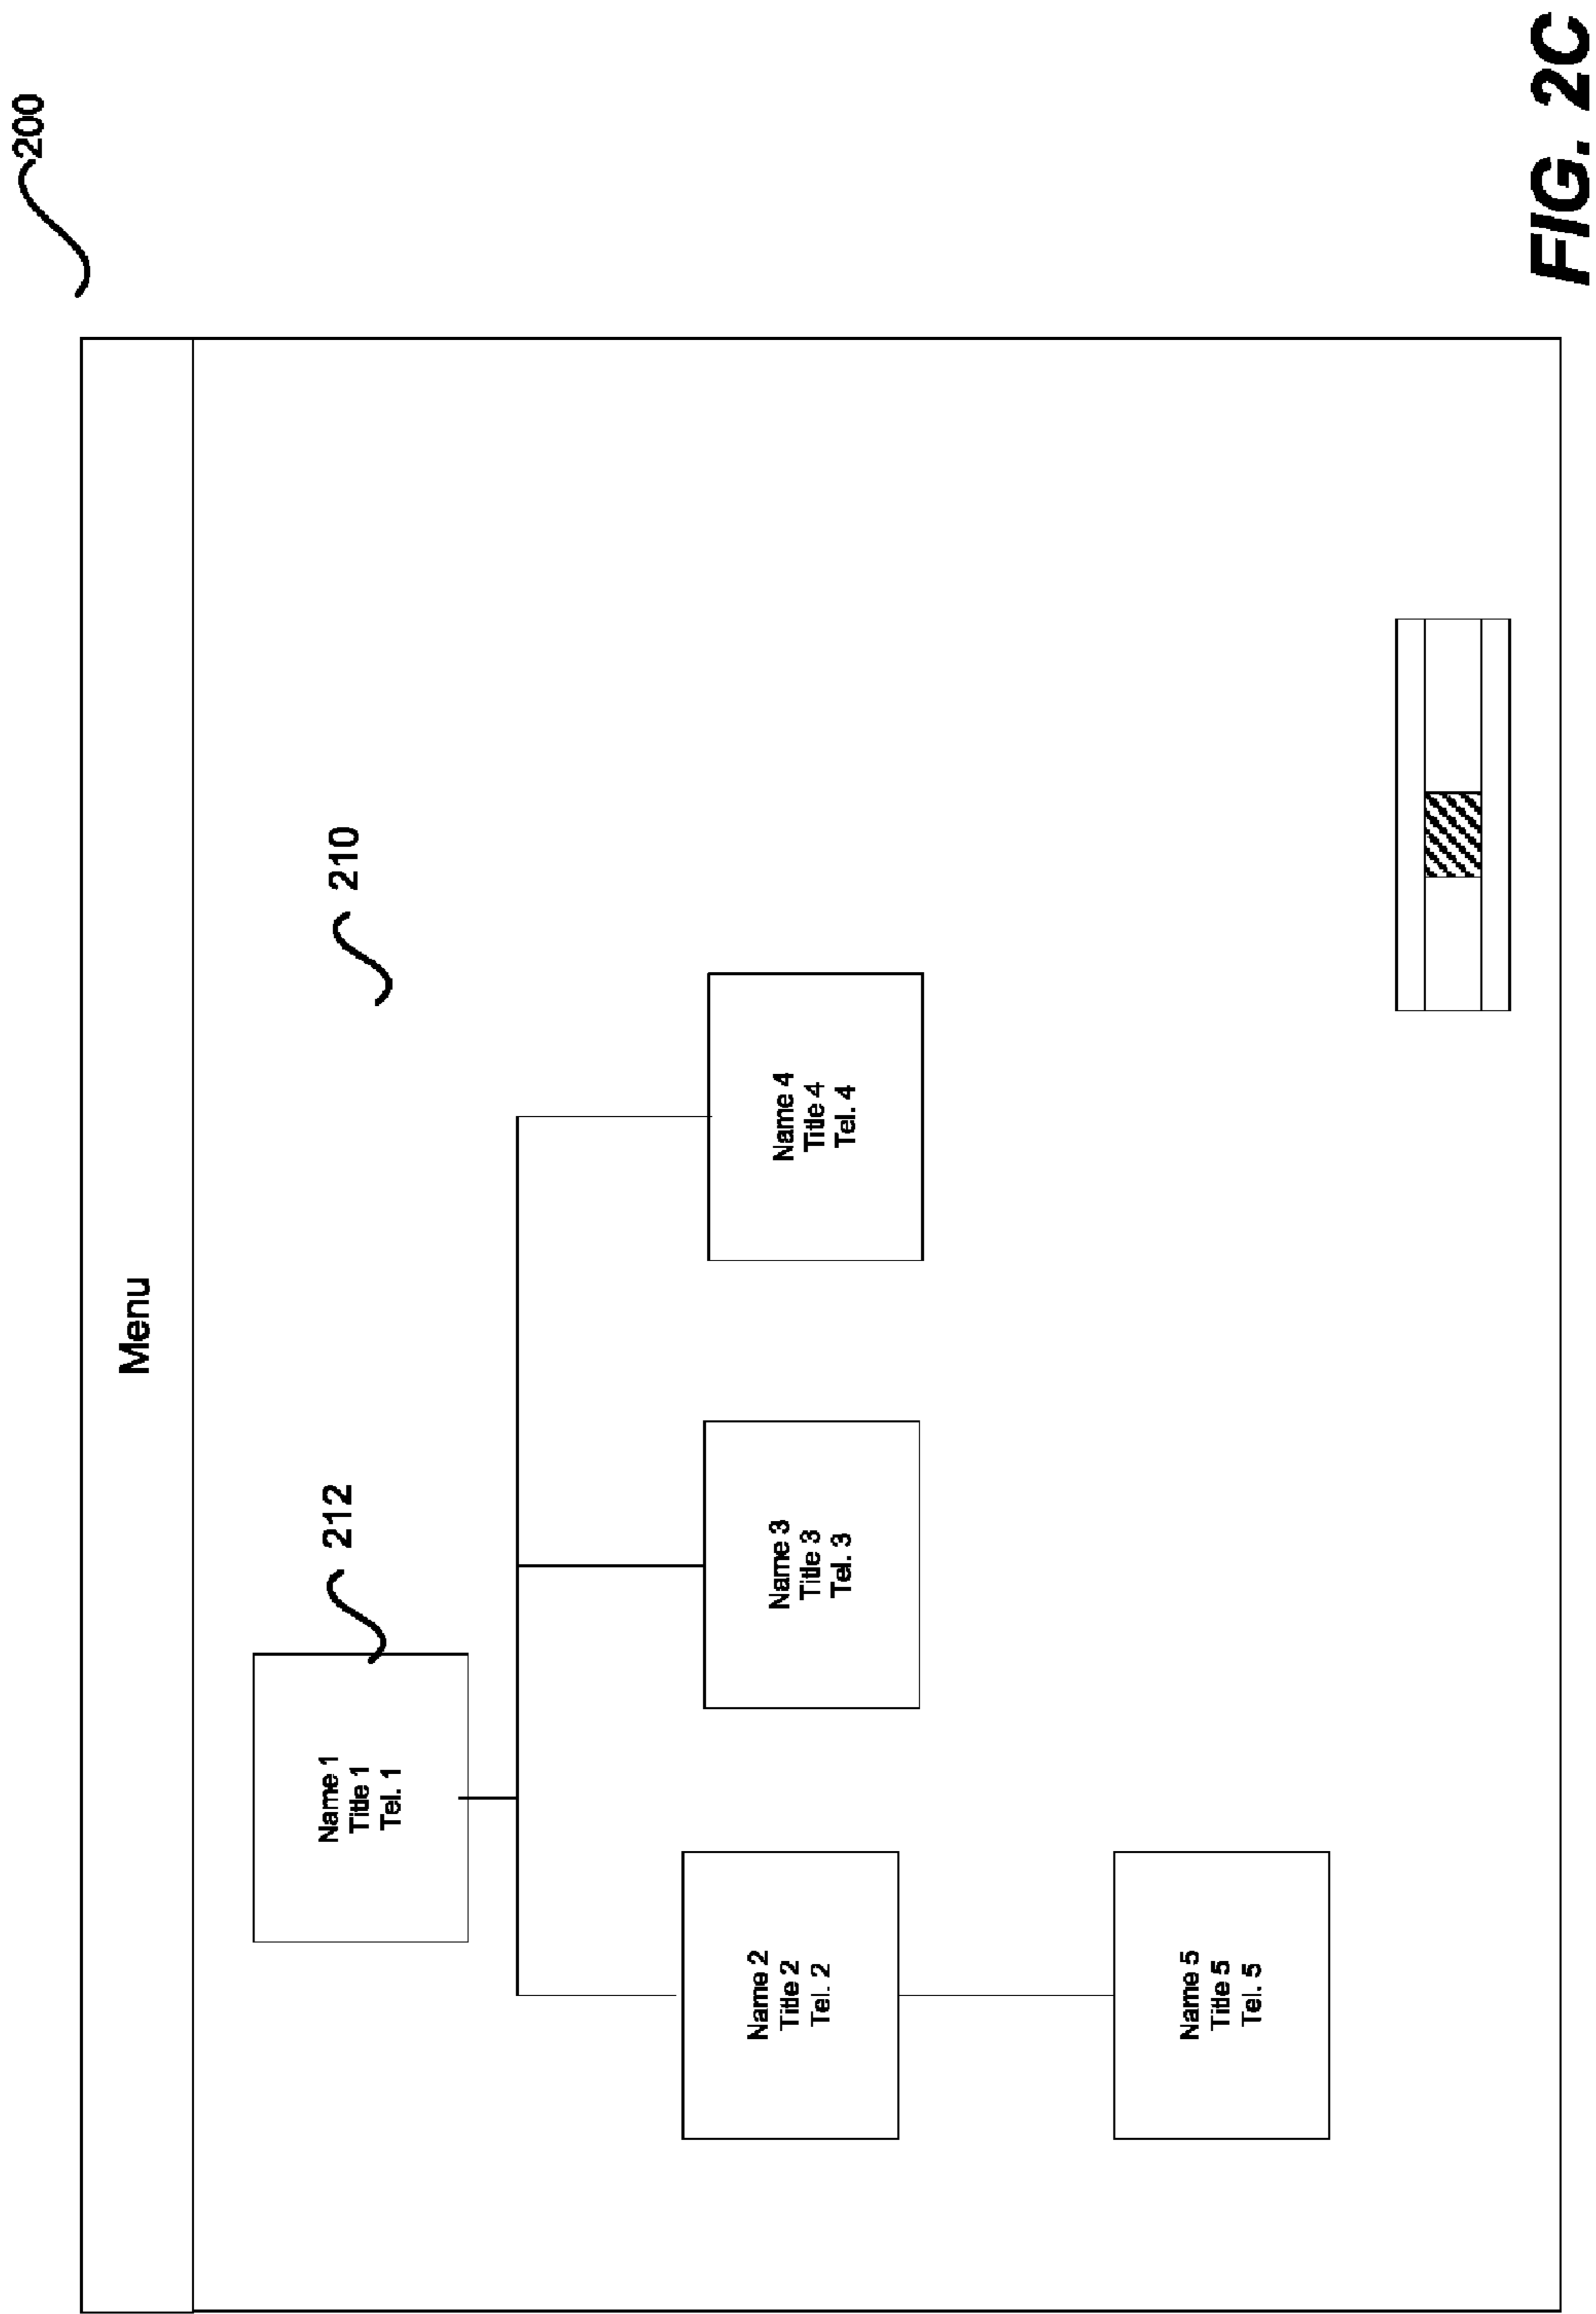 200
Menu
212
210
Name 1
Title 1
Tel. 1
Name 2
Title 2
Tel. 2
Name 3
Title 3
Tel. 3
Name 4
Title 4
Tel. 4
Name 5
Title 5
Tel. 5
FIG. 2C